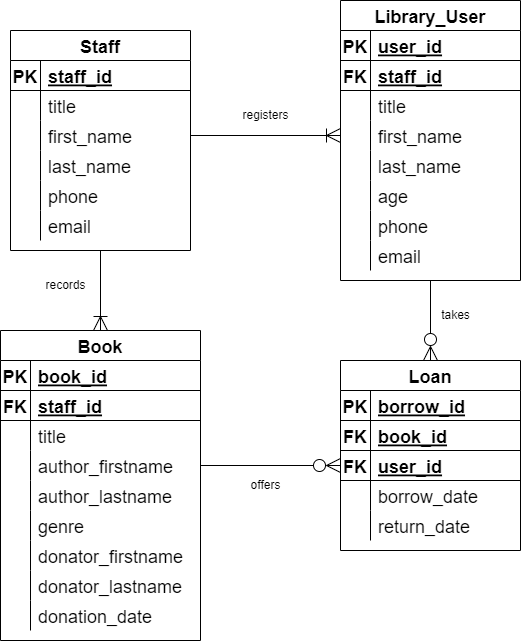 Staff
PK staff_id
title
first_name
last_name
phone
email
registers
Library_User
PK user_id
FK staff_id
title
first_name
last_name
age
phone
email
records
takes
Book
PK book_id
FK staff_id
title
author_firstname
author_lastname
genre
donator_firstname
donator_lastname
donation_date
offers
Loan
PK borrow_id
FK book_id
FK user_id
borrow_date
return_date